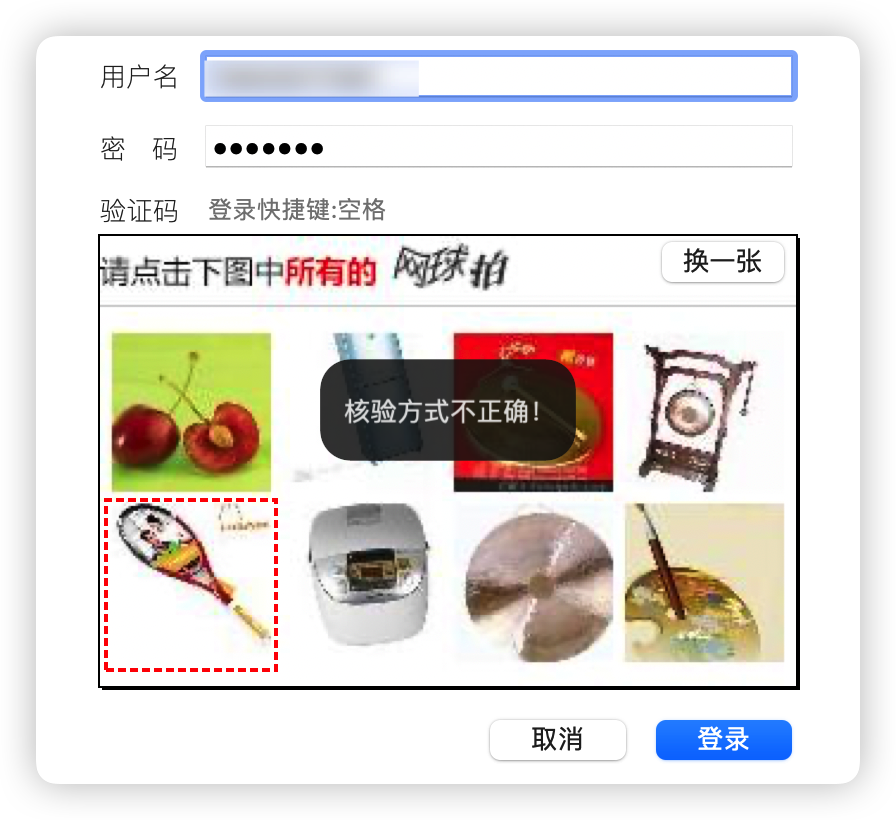 用户名
密 码 •••••••
验证码 登录快捷键:空格
请点击下图中所有的 网球拍 换一张
核验方式不正确!
取消 登录